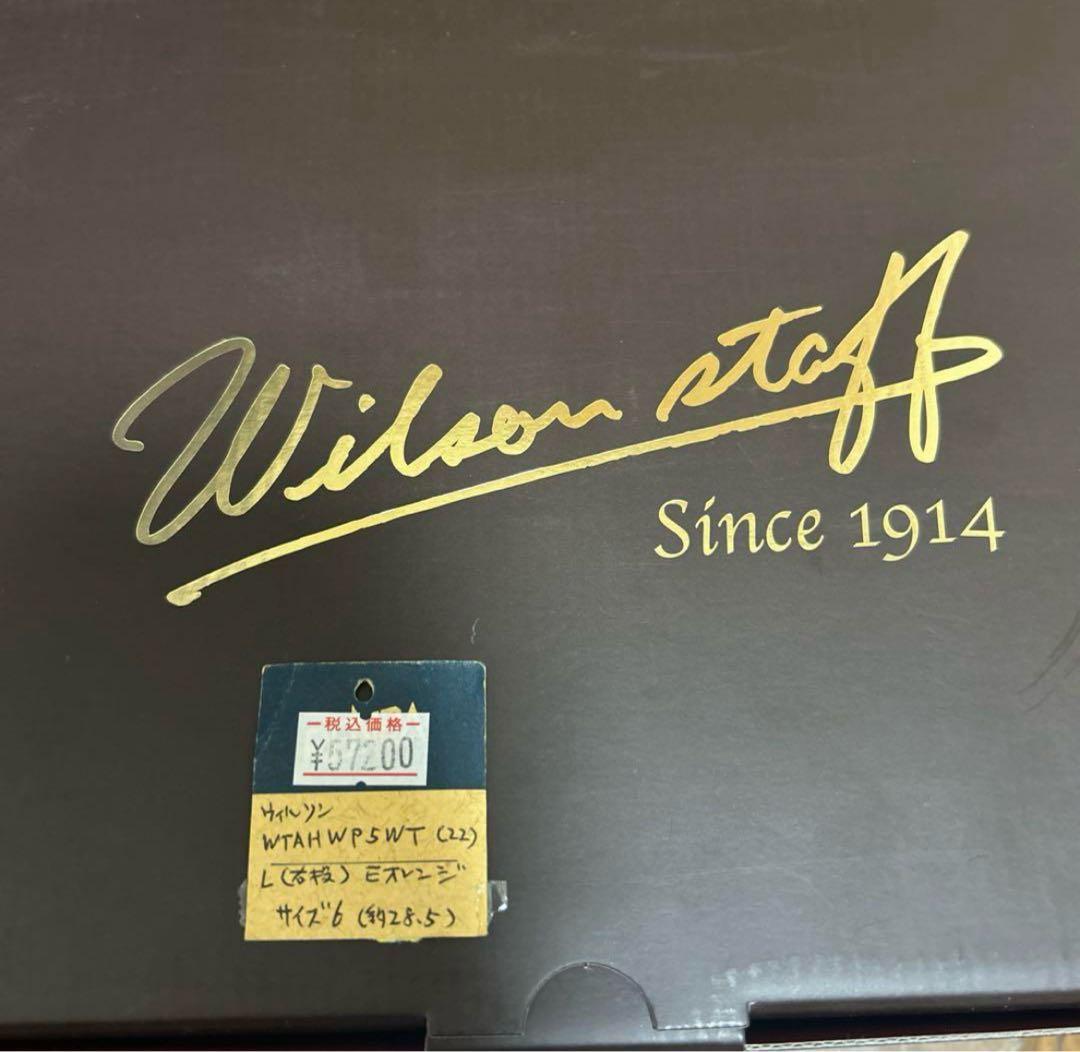 Wilson staff
Since 1914
税込価格
¥57200
ウィルソン
WTAHWP5WT (22)
L(右投) Eオレンジ
サイズ6 (約28.5)